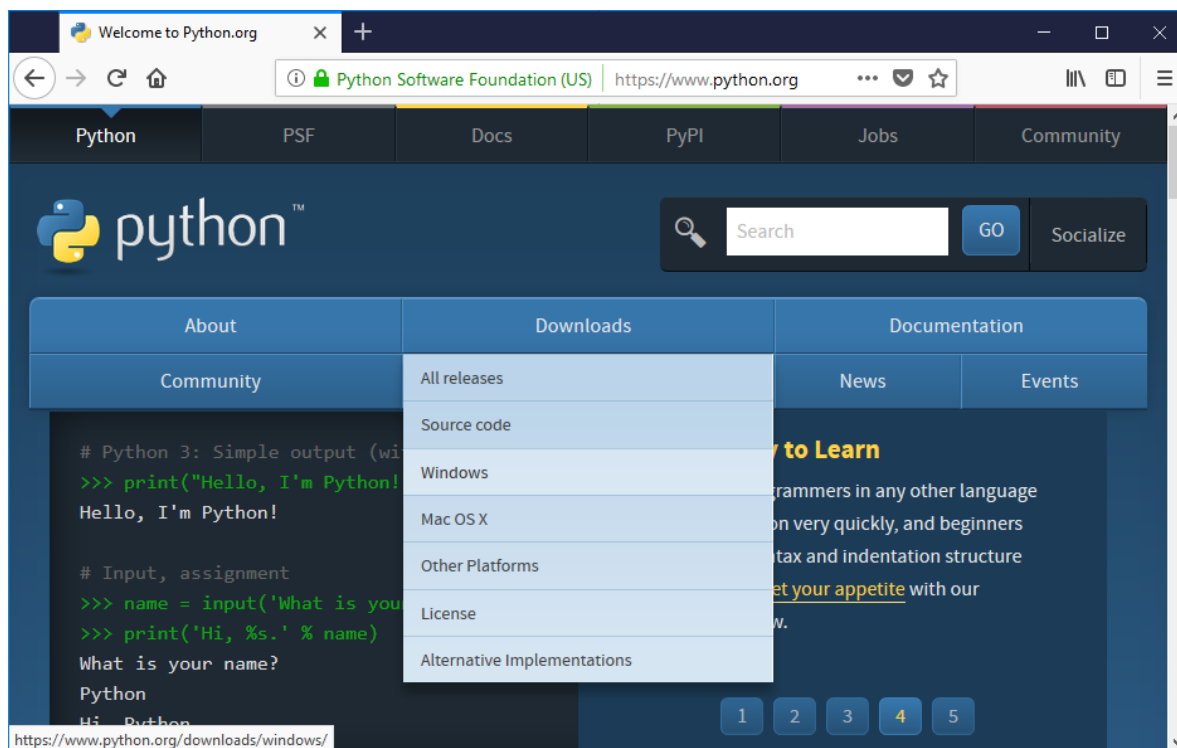 Welcome to Python.org
Python Software Foundation (US) https://www.python.org
Python PSF Docs PyPI Jobs Community
python™
Search GO Socialize
About Downloads Documentation
Community News Events
All releases
Source code
Windows
Mac OS X
Other Platforms
License
Alternative Implementations
# Python 3: Simple output (wi
>>> print("Hello, I'm Python!
Hello, I'm Python!
# Input, assignment
>>> name = input('What is you
>>> print('Hi, %s.' % name)
What is your name?
Python
Hi, Python
to Learn
grammers in any other language
on very quickly, and beginners
tax and indentation structure
et your appetite with our
w.
1 2 3 4 5
https://www.python.org/downloads/windows/